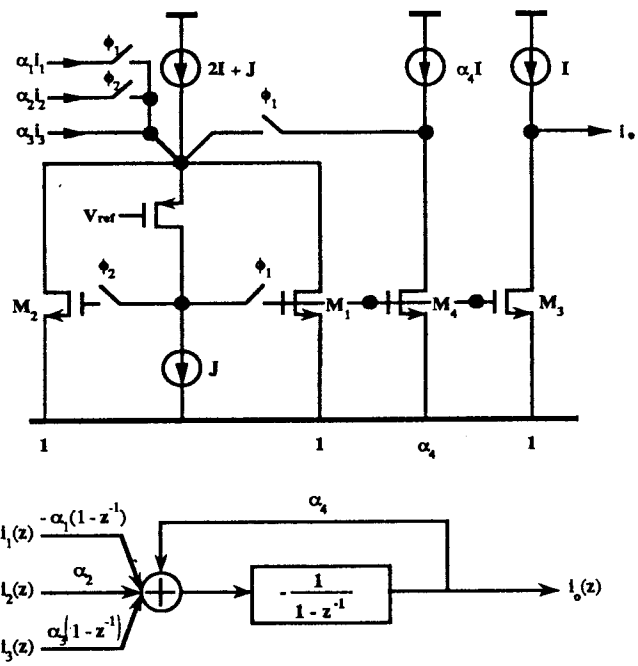 α₁i₁ ϕ₁
α₂i₂ ϕ₂
α₃i₃
2I + J
ϕ₁
α₄I
I
iₒ
Vref
ϕ₂
ϕ₁
M₂
M₁
M₄
M₃
J
1 1 α₄ 1
α₄
i₁(z) -α₁(1 - z⁻¹)
i₂(z) α₂
i₃(z) α₃(1 - z⁻¹)
+
- 1 / 1 - z⁻¹
iₒ(z)